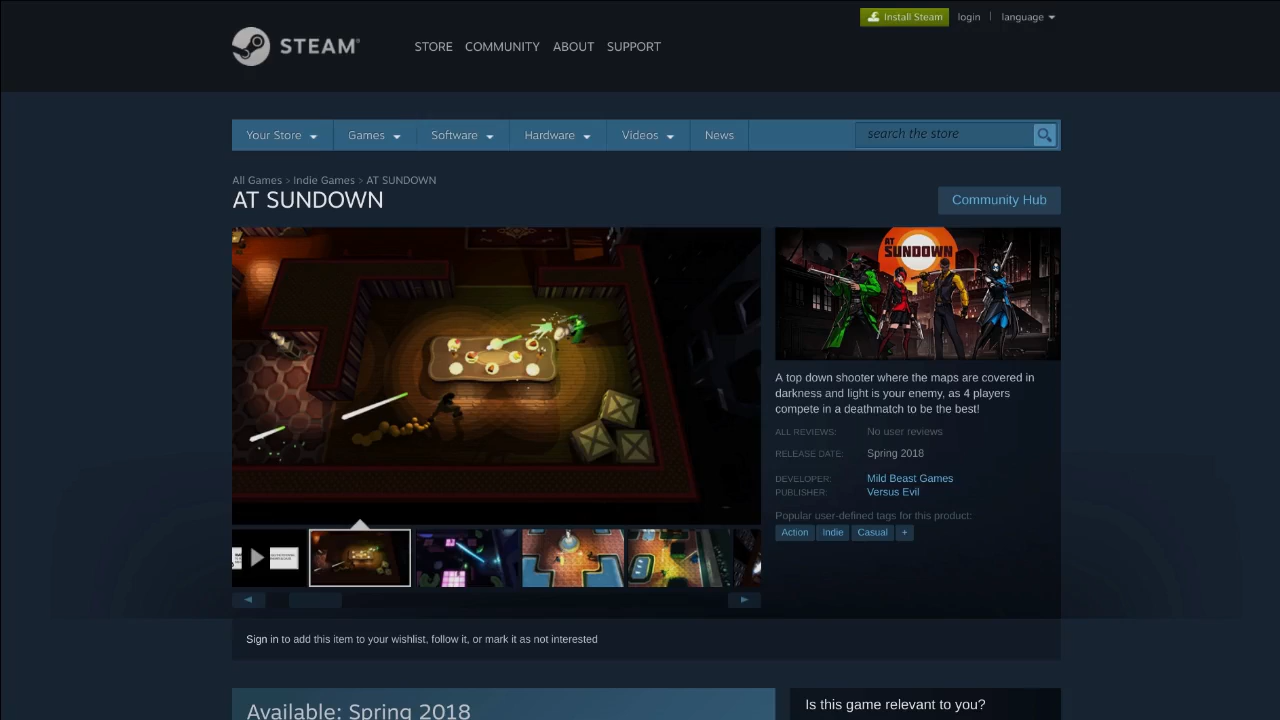 Install Steam login | language
STEAM® STORE COMMUNITY ABOUT SUPPORT
Your Store Games Software Hardware Videos News search the store
All Games > Indie Games > AT SUNDOWN
AT SUNDOWN
Community Hub
AT
SUNDOWN
A top down shooter where the maps are covered in
darkness and light is your enemy, as 4 players
compete in a deathmatch to be the best!
ALL REVIEWS: No user reviews
RELEASE DATE: Spring 2018
DEVELOPER: Mild Beast Games
PUBLISHER: Versus Evil
Popular user-defined tags for this product:
Action Indie Casual +
Sign in to add this item to your wishlist, follow it, or mark it as not interested
Available: Spring 2018
Is this game relevant to you?